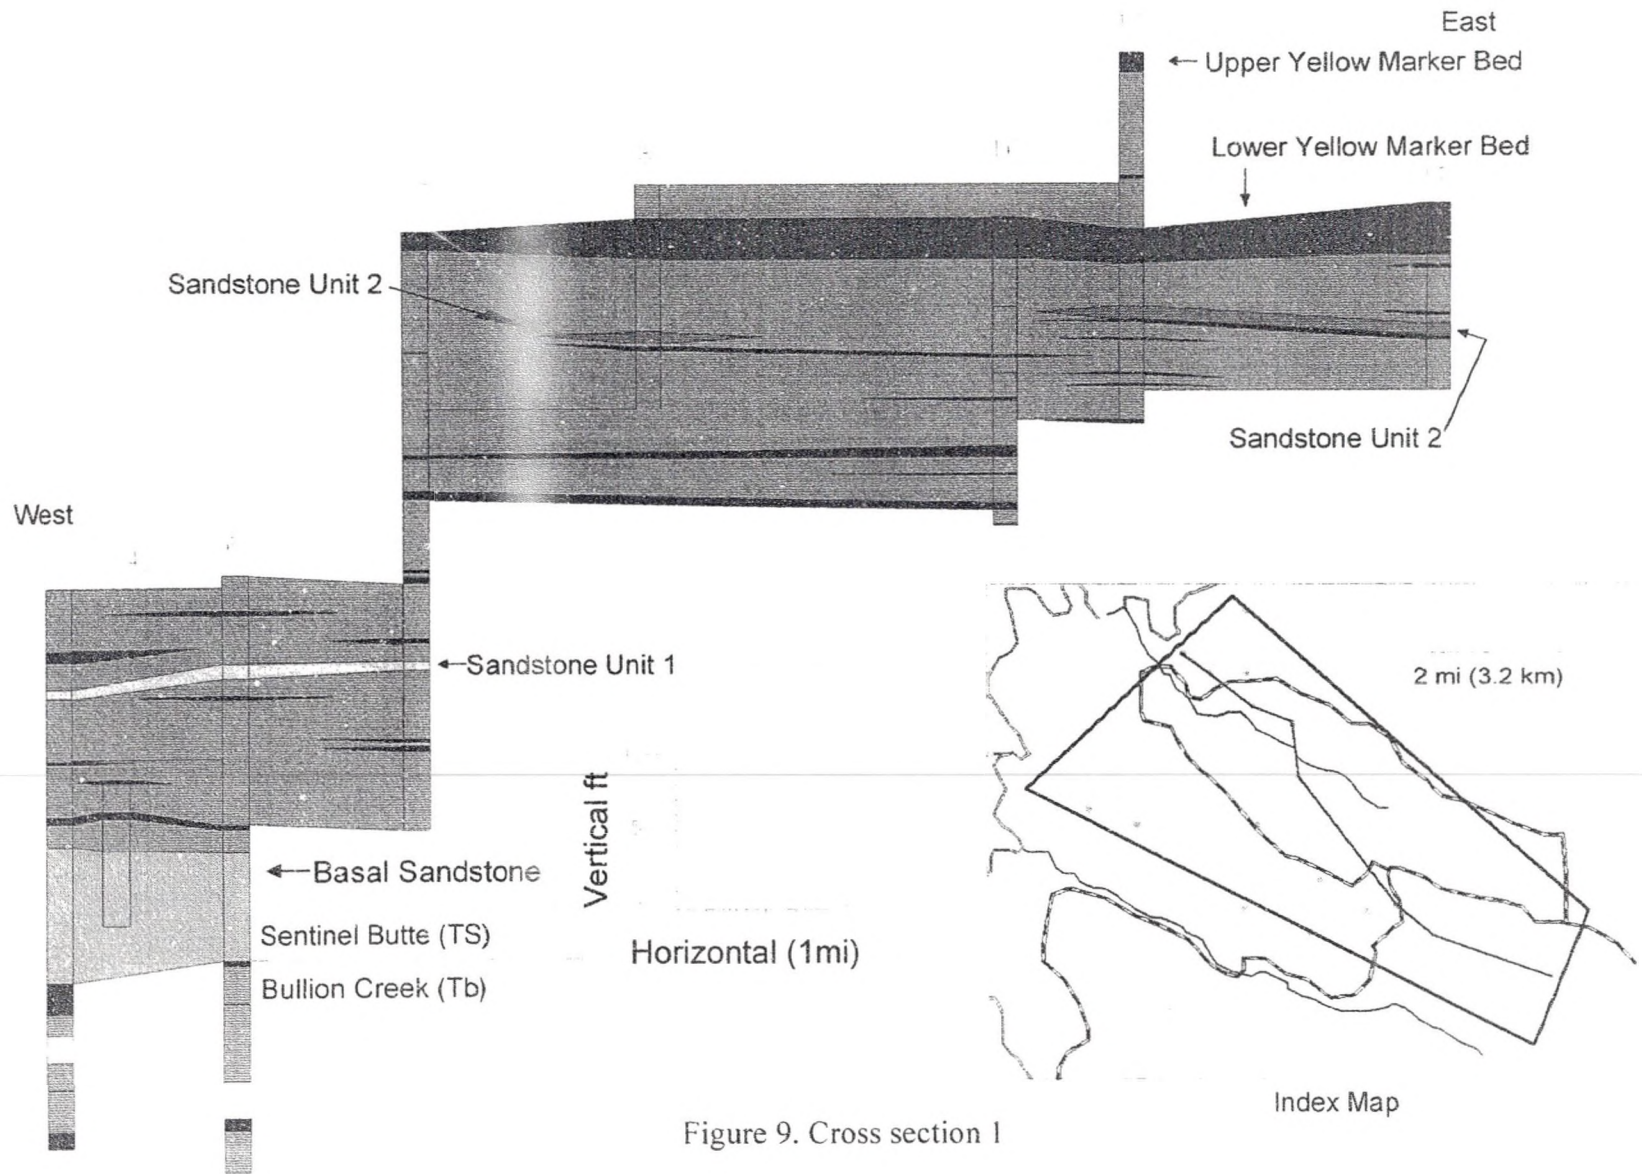 East
Upper Yellow Marker Bed
Lower Yellow Marker Bed
Sandstone Unit 2
Sandstone Unit 2
West
Sandstone Unit 1
2 mi (3.2 km)
Vertical ft
Basal Sandstone
Sentinel Butte (TS)
Horizontal (1mi)
Bullion Creek (Tb)
Index Map
Figure 9. Cross section 1